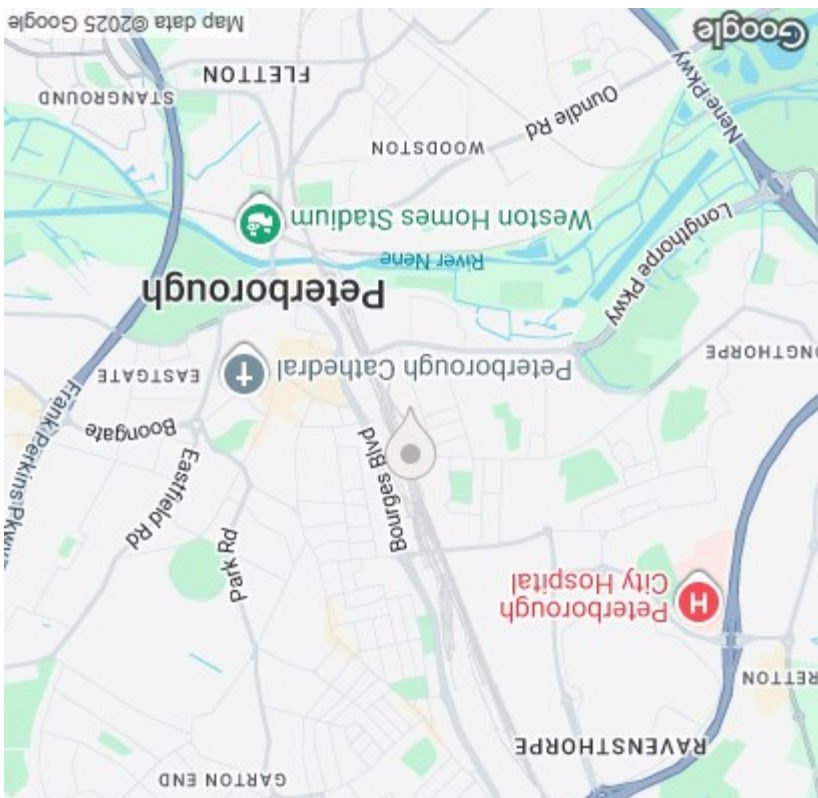 GARTON END
RAVENSTHORPE
RETTON
Peterborough
City Hospital
H
Park Rd
Eastfield Rd
Bourges Blvd
Boongate
Frank Perkins Pkwy
EASTGATE
Peterborough Cathedral
ONGTHORPE
Longthorpe Pkwy
Peterborough
River Nene
Weston Homes Stadium
WOODSTON
Nene Pkwy
Oundle Rd
STANGROUND
FLETTON
Google
Map data ©2025 Google